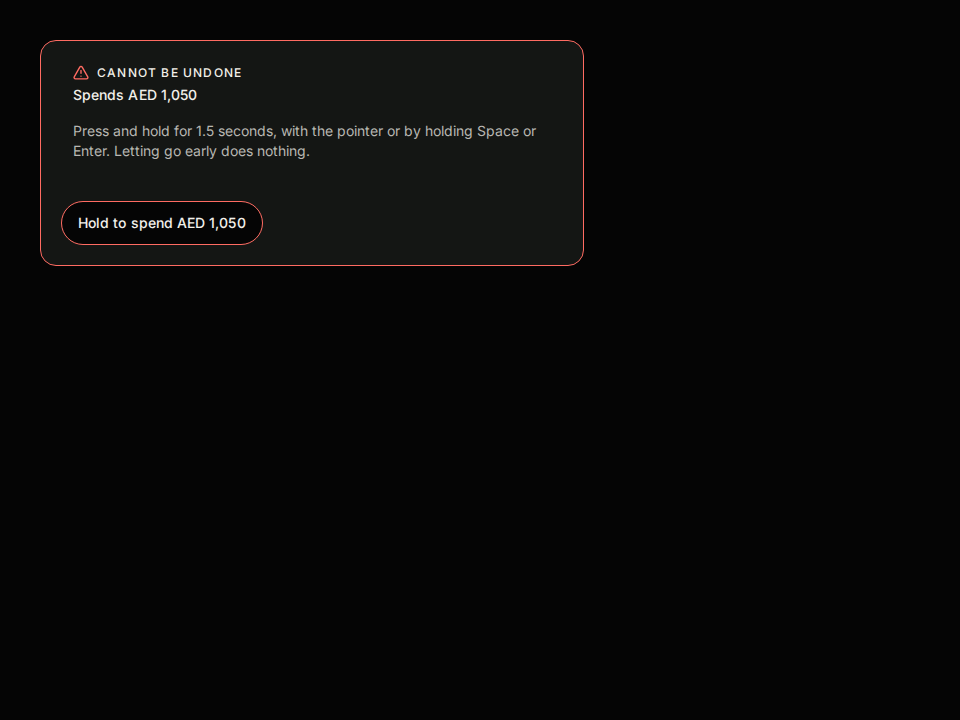 CANNOT BE UNDONE
Spends AED 1,050
Press and hold for 1.5 seconds, with the pointer or by holding Space or
Enter. Letting go early does nothing.
Hold to spend AED 1,050